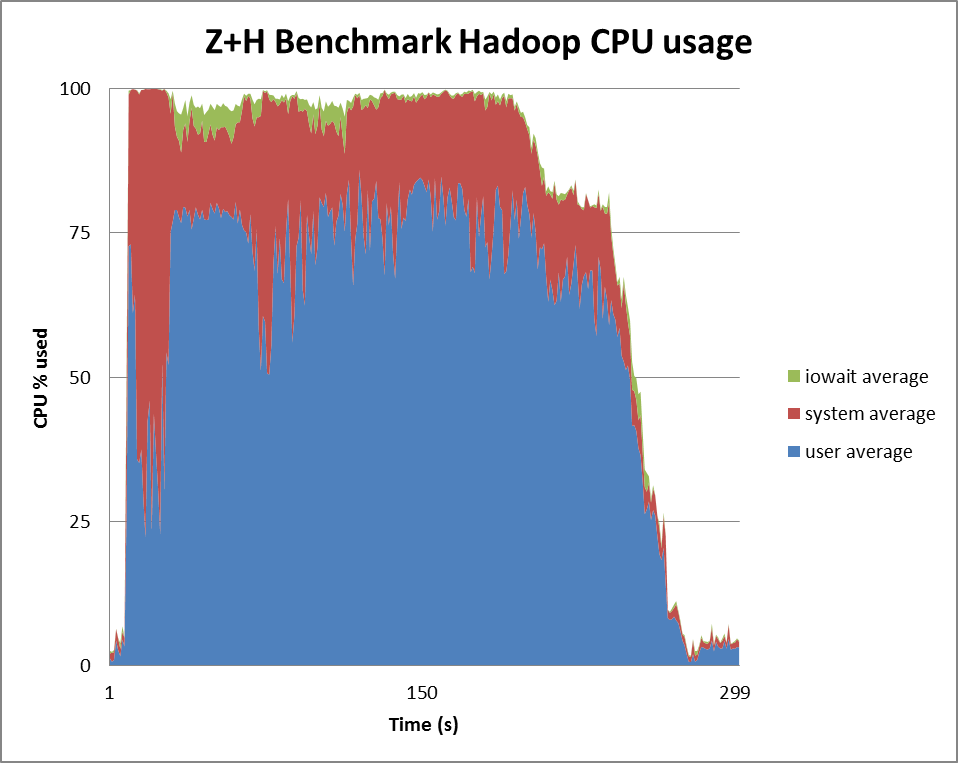 Z+H Benchmark Hadoop CPU usage
100
75
50
25
0
CPU % used
1
150
299
Time (s)
iowait average
system average
user average